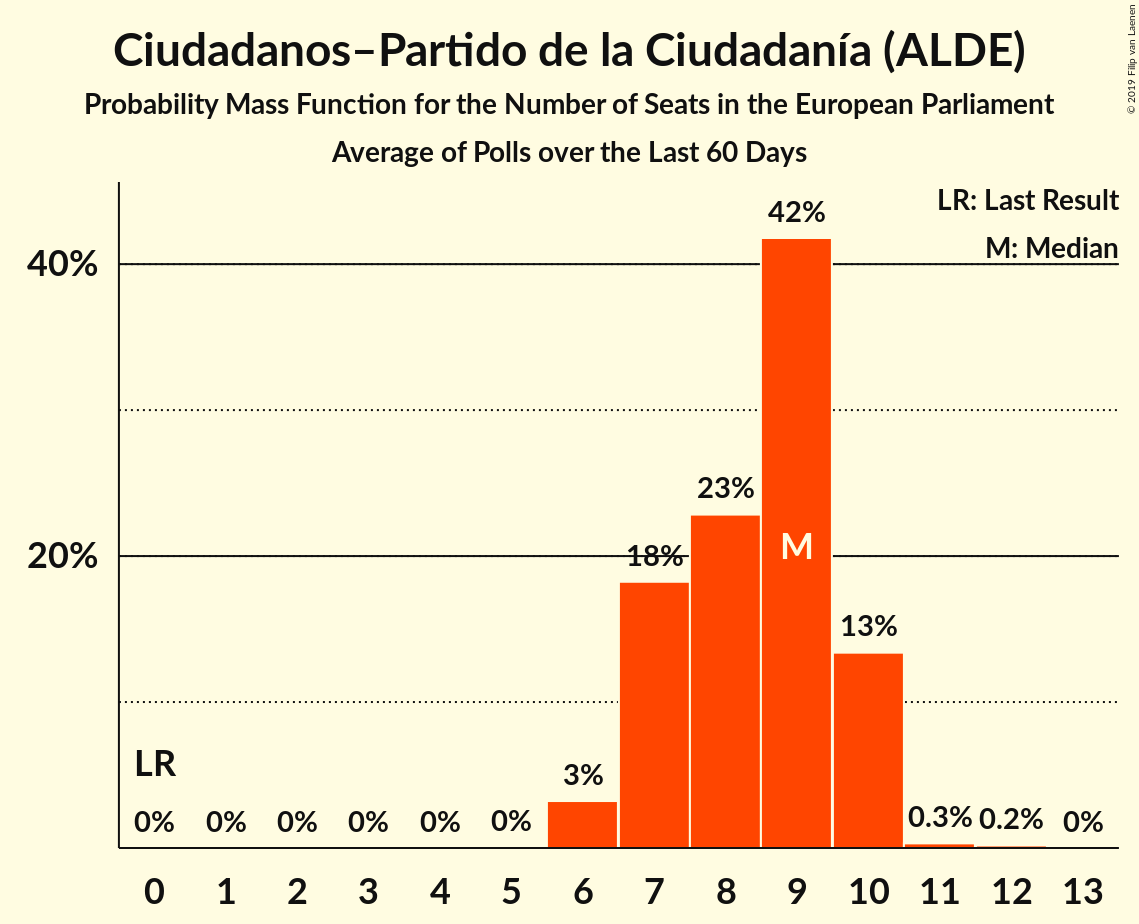 Ciudadanos–Partido de la Ciudadanía (ALDE)
Probability Mass Function for the Number of Seats in the European Parliament
Average of Polls over the Last 60 Days
© 2019 Filip van Laenen
LR: Last Result
M: Median
42%
40%
23%
20%
18%
M
13%
LR
3%
0% 0% 0% 0% 0% 0% 0.3% 0.2% 0%
0 1 2 3 4 5 6 7 8 9 10 11 12 13